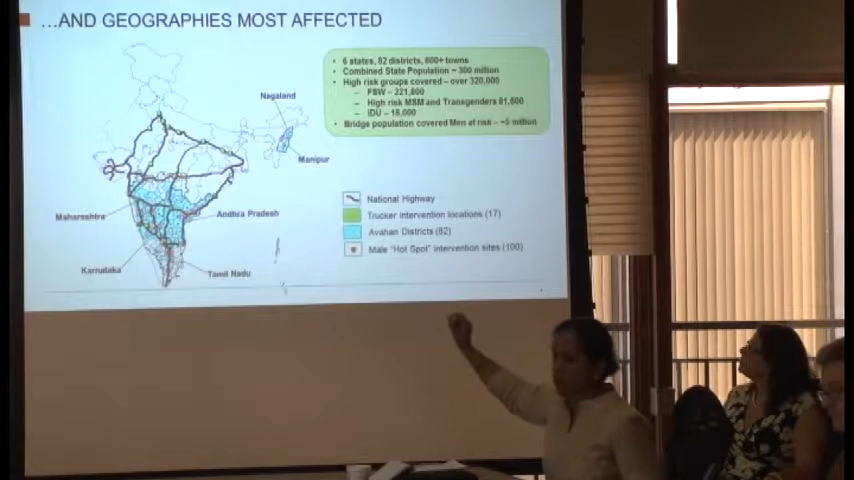 ...AND GEOGRAPHIES MOST AFFECTED
• 6 states, 82 districts, 600+ towns
• Combined State Population ~ 300 million
• High risk groups covered – over 320,000
– FSW – 221,800
– High risk MSM and Transgenders 81,600
– IDU – 18,000
• Bridge population covered Men at risk – ~5 million
Nagaland
Manipur
Maharashtra
Andhra Pradesh
Karnataka
Tamil Nadu
National Highway
Trucker intervention locations (17)
Avahan Districts (82)
Male "Hot Spot" intervention sites (100)